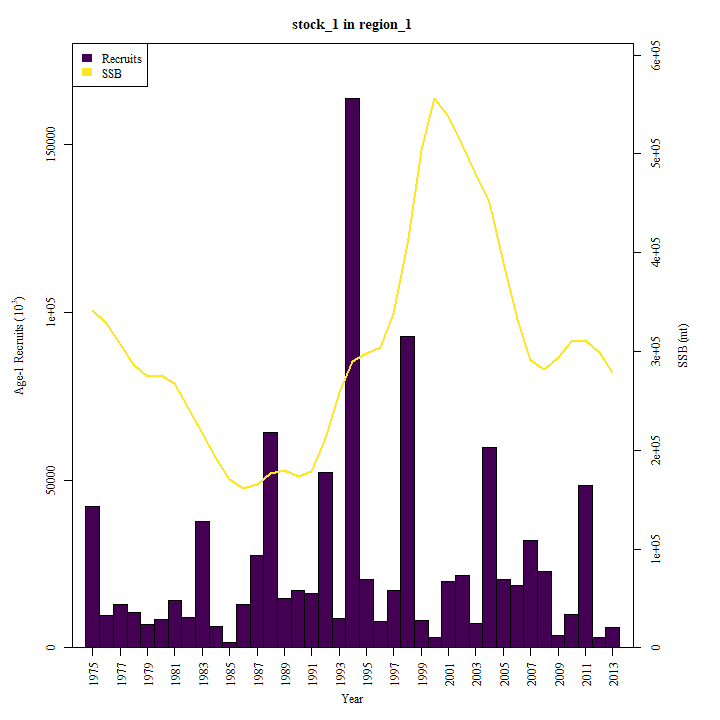 stock_1 in region_1
Recruits
SSB
Age-1 Recruits (10³)
0
50000
1e+05
150000
SSB (mt)
0
1e+05
2e+05
3e+05
4e+05
5e+05
6e+05
1975
1977
1979
1981
1983
1985
1987
1989
1991
1993
1995
1997
1999
2001
2003
2005
2007
2009
2011
2013
Year